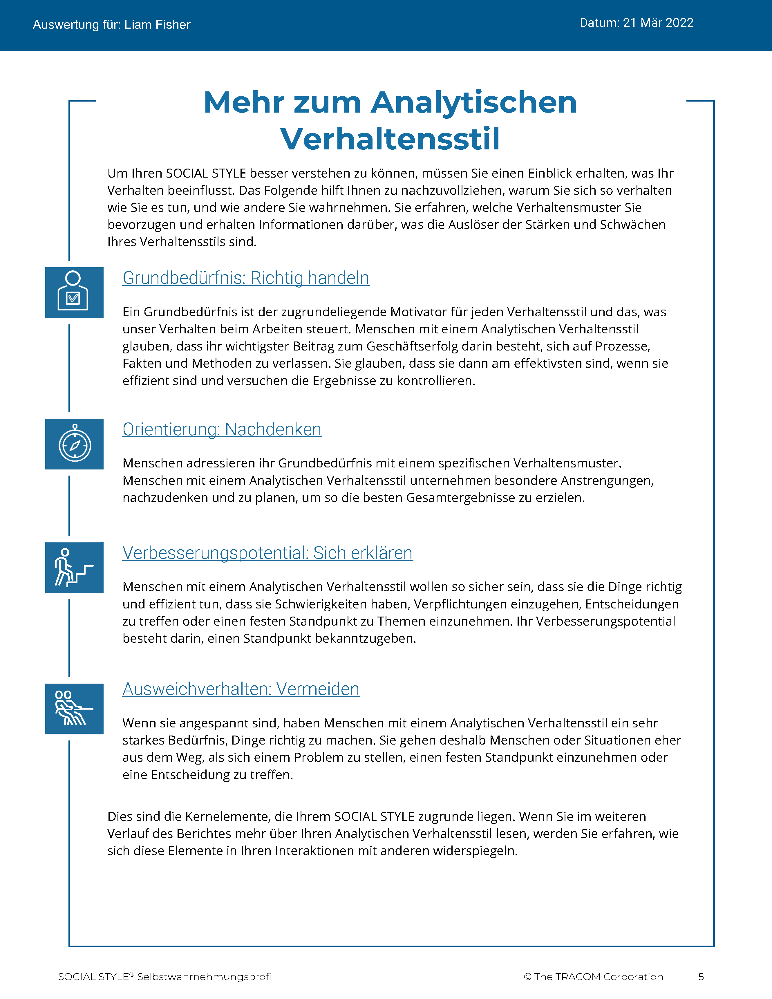 Auswertung für: Liam Fisher
Datum: 21 Mär 2022
Mehr zum Analytischen
Verhaltensstil
Um Ihren SOCIAL STYLE besser verstehen zu können, müssen Sie einen Einblick erhalten, was Ihr
Verhalten beeinflusst. Das Folgende hilft Ihnen zu nachzuvollziehen, warum Sie sich so verhalten
wie Sie es tun, und wie andere Sie wahrnehmen. Sie erfahren, welche Verhaltensmuster Sie
bevorzugen und erhalten Informationen darüber, was die Auslöser der Stärken und Schwächen
Ihres Verhaltensstils sind.
Grundbedürfnis: Richtig handeln
Ein Grundbedürfnis ist der zugrundeliegende Motivator für jeden Verhaltensstil und das, was
unser Verhalten beim Arbeiten steuert. Menschen mit einem Analytischen Verhaltensstil
glauben, dass ihr wichtigster Beitrag zum Geschäftserfolg darin besteht, sich auf Prozesse,
Fakten und Methoden zu verlassen. Sie glauben, dass sie dann am effektivsten sind, wenn sie
effizient sind und versuchen die Ergebnisse zu kontrollieren.
Orientierung: Nachdenken
Menschen adressieren ihr Grundbedürfnis mit einem spezifischen Verhaltensmuster.
Menschen mit einem Analytischen Verhaltensstil unternehmen besondere Anstrengungen,
nachzudenken und zu planen, um so die besten Gesamtergebnisse zu erzielen.
Verbesserungspotential: Sich erklären
Menschen mit einem Analytischen Verhaltensstil wollen so sicher sein, dass sie die Dinge richtig
und effizient tun, dass sie Schwierigkeiten haben, Verpflichtungen einzugehen, Entscheidungen
zu treffen oder einen festen Standpunkt zu Themen einzunehmen. Ihr Verbesserungspotential
besteht darin, einen Standpunkt bekanntzugeben.
Ausweichverhalten: Vermeiden
Wenn sie angespannt sind, haben Menschen mit einem Analytischen Verhaltensstil ein sehr
starkes Bedürfnis, Dinge richtig zu machen. Sie gehen deshalb Menschen oder Situationen eher
aus dem Weg, als sich einem Problem zu stellen, einen festen Standpunkt einzunehmen oder
eine Entscheidung zu treffen.
Dies sind die Kernelemente, die Ihrem SOCIAL STYLE zugrunde liegen. Wenn Sie im weiteren
Verlauf des Berichtes mehr über Ihren Analytischen Verhaltensstil lesen, werden Sie erfahren, wie
sich diese Elemente in Ihren Interaktionen mit anderen widerspiegeln.
SOCIAL STYLE® Selbstwahrnehmungsprofil
© The TRACOM Corporation
5